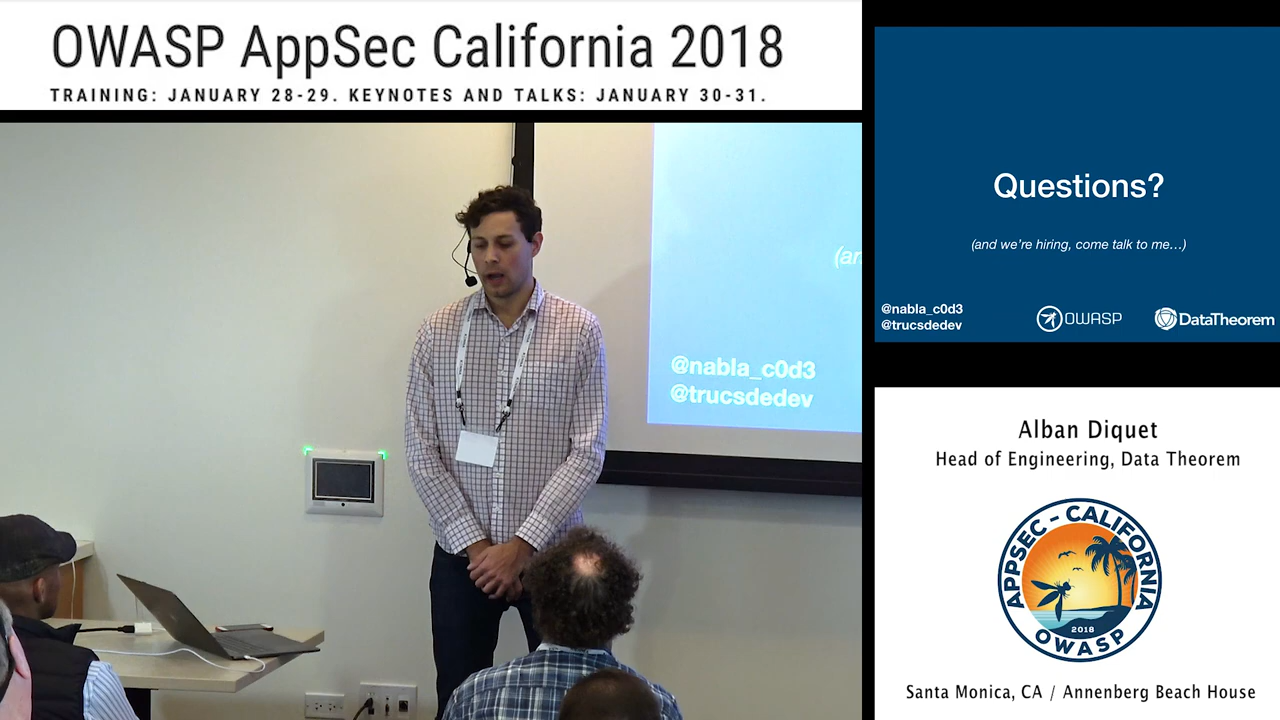 OWASP AppSec California 2018
TRAINING: JANUARY 28-29. KEYNOTES AND TALKS: JANUARY 30-31.
(an
@nabla_c0d3
@trucsdedev
Questions?
(and we're hiring, come talk to me...)
@nabla_c0d3
@trucsdedev
OWASP
DataTheorem
Alban Diquet
Head of Engineering, Data Theorem
APPSEC - CALIFORNIA
2018
OWASP
Santa Monica, CA / Annenberg Beach House